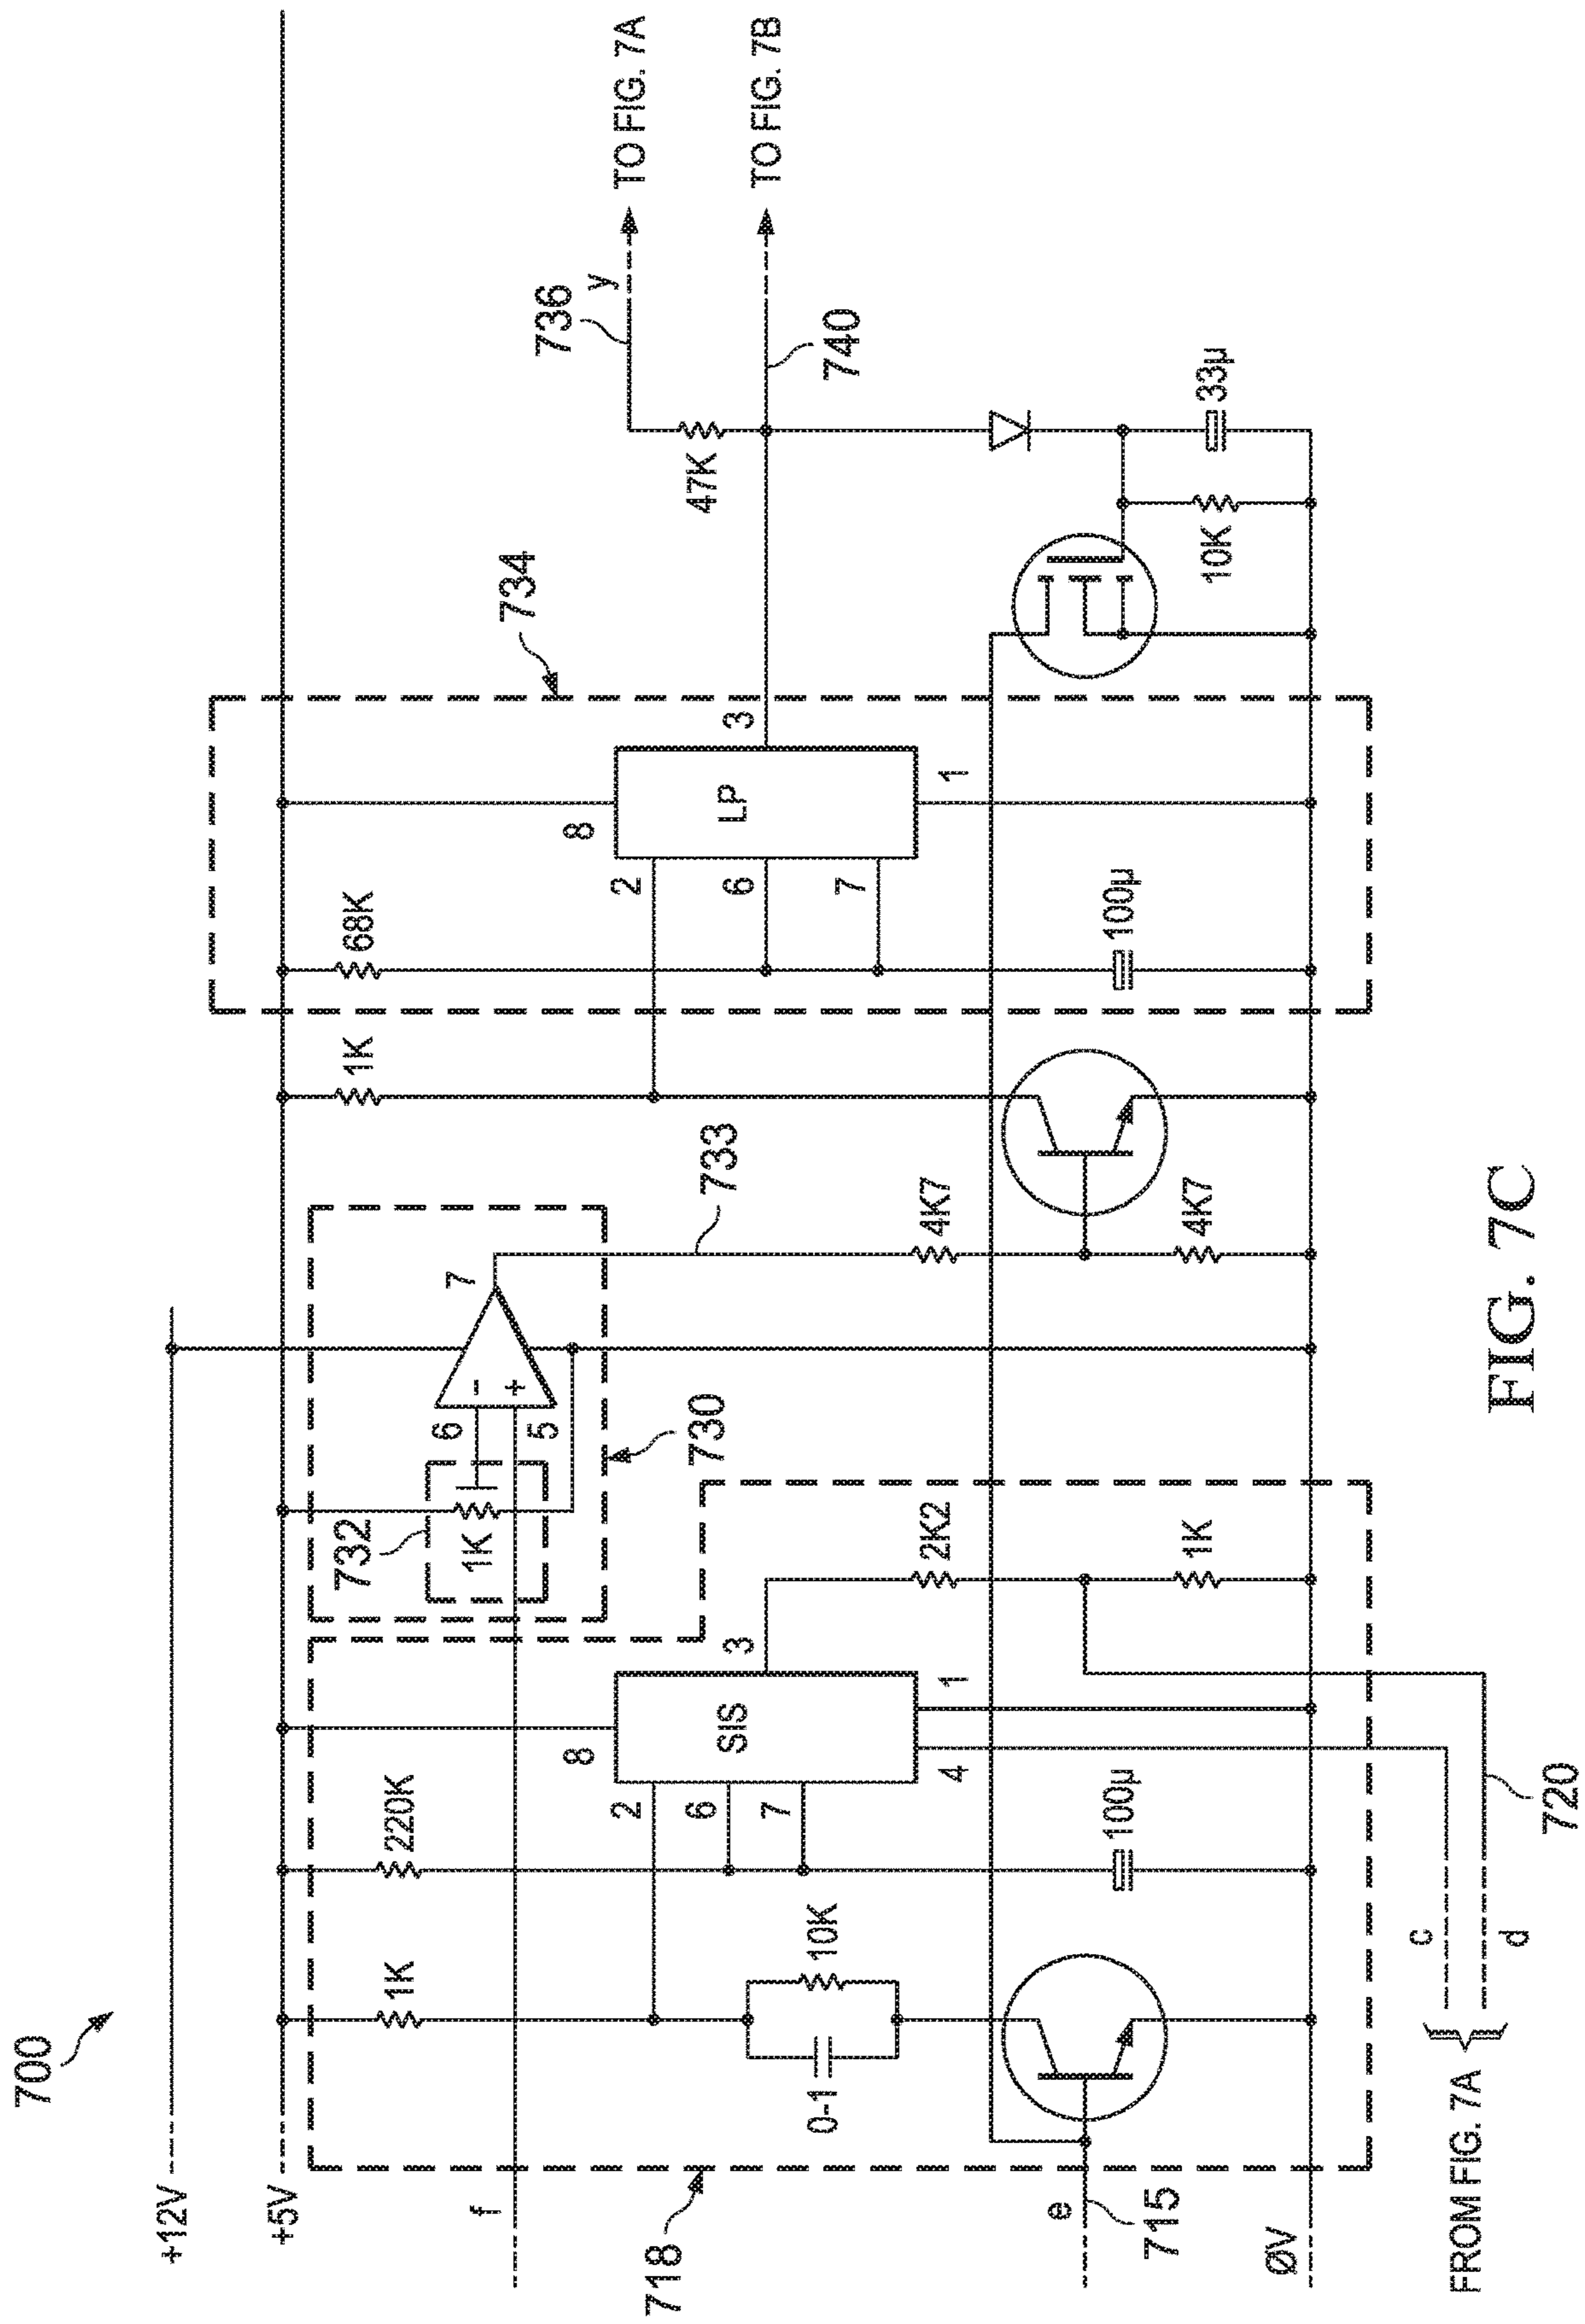 700
+12V
+5V
f
718
e
715
ØV
FROM FIG. 7A
c
d
720
1K
0-1
10K
220K
100µ
2
6
7
8
SIS
4
1
3
2K2
1K
732
1K
6
5
-
+
7
730
733
4K7
4K7
1K
68K
100µ
2
6
7
8
LP
1
3
734
10K
33µ
47K
736
y
740
TO FIG. 7A
TO FIG. 7B
FIG. 7C